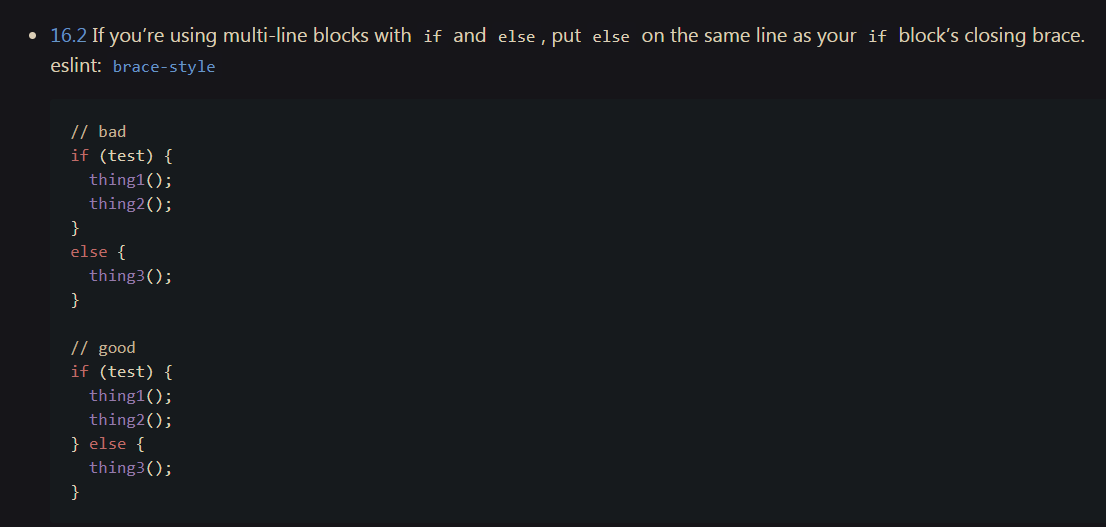 • 16.2 If you’re using multi-line blocks with if and else, put else on the same line as your if block’s closing brace.
eslint: brace-style
// bad
if (test) {
  thing1();
  thing2();
}
else {
  thing3();
}

// good
if (test) {
  thing1();
  thing2();
} else {
  thing3();
}